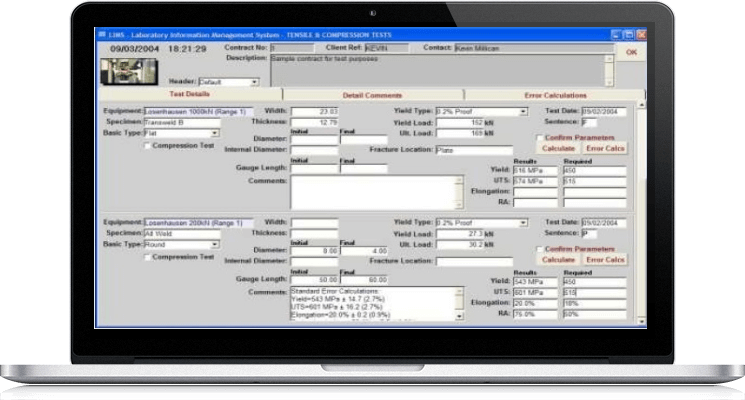 LIMS - Laboratory Information Management System - TENSILE & COMPRESSION TESTS
09/03/2004 18:21:29 Contract No: 5 Client Ref: KEVIN Contact: Kevin Millican
Description: Sample contract for test purposes
OK
Header: Default
Test Details Detail Comments Error Calculations
Equipment: Losenhausen 1000kN (Range 1) Width: 23.03 Yield Type: 0.2% Proof Test Date: 09/02/2004
Specimen: Transweld B Thickness: 12.79 Yield Load: 152 kN Sentence: F
Basic Type: Flat Initial Final Ult. Load: 169 kN Confirm Parameters
Compression Test Diameter:
Internal Diameter: Fracture Location: Plate Calculate Error Calcs
Initial Final Results Required
Gauge Length: Yield: 516 MPa 450
Comments: UTS: 574 MPa 515
Elongation:
RA:
Equipment: Losenhausen 200kN (Range 1) Width: Yield Type: 0.2% Proof Test Date: 09/02/2004
Specimen: All Weld Thickness: Yield Load: 27.3 kN Sentence: P
Basic Type: Round Initial Final Ult. Load: 30.2 kN Confirm Parameters
Compression Test Diameter: 8.00 4.00
Internal Diameter: Fracture Location: Calculate Error Calcs
Initial Final Results Required
Gauge Length: 50.00 60.00 Yield: 543 MPa 450
Comments: Standard Error Calculations: UTS: 601 MPa 515
Yield=543 MPa ± 14.7 (2.7%) Elongation: 20.0% 18%
UTS=601 MPa ± 16.2 (2.7%)
Elongation=20.0% ± 0.2 (0.9%) RA: 75.0% 50%